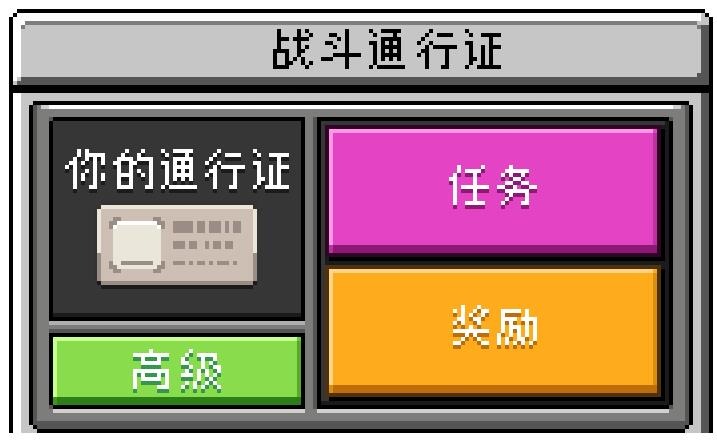 战斗通行证
你的通行证
高级
任务
奖励